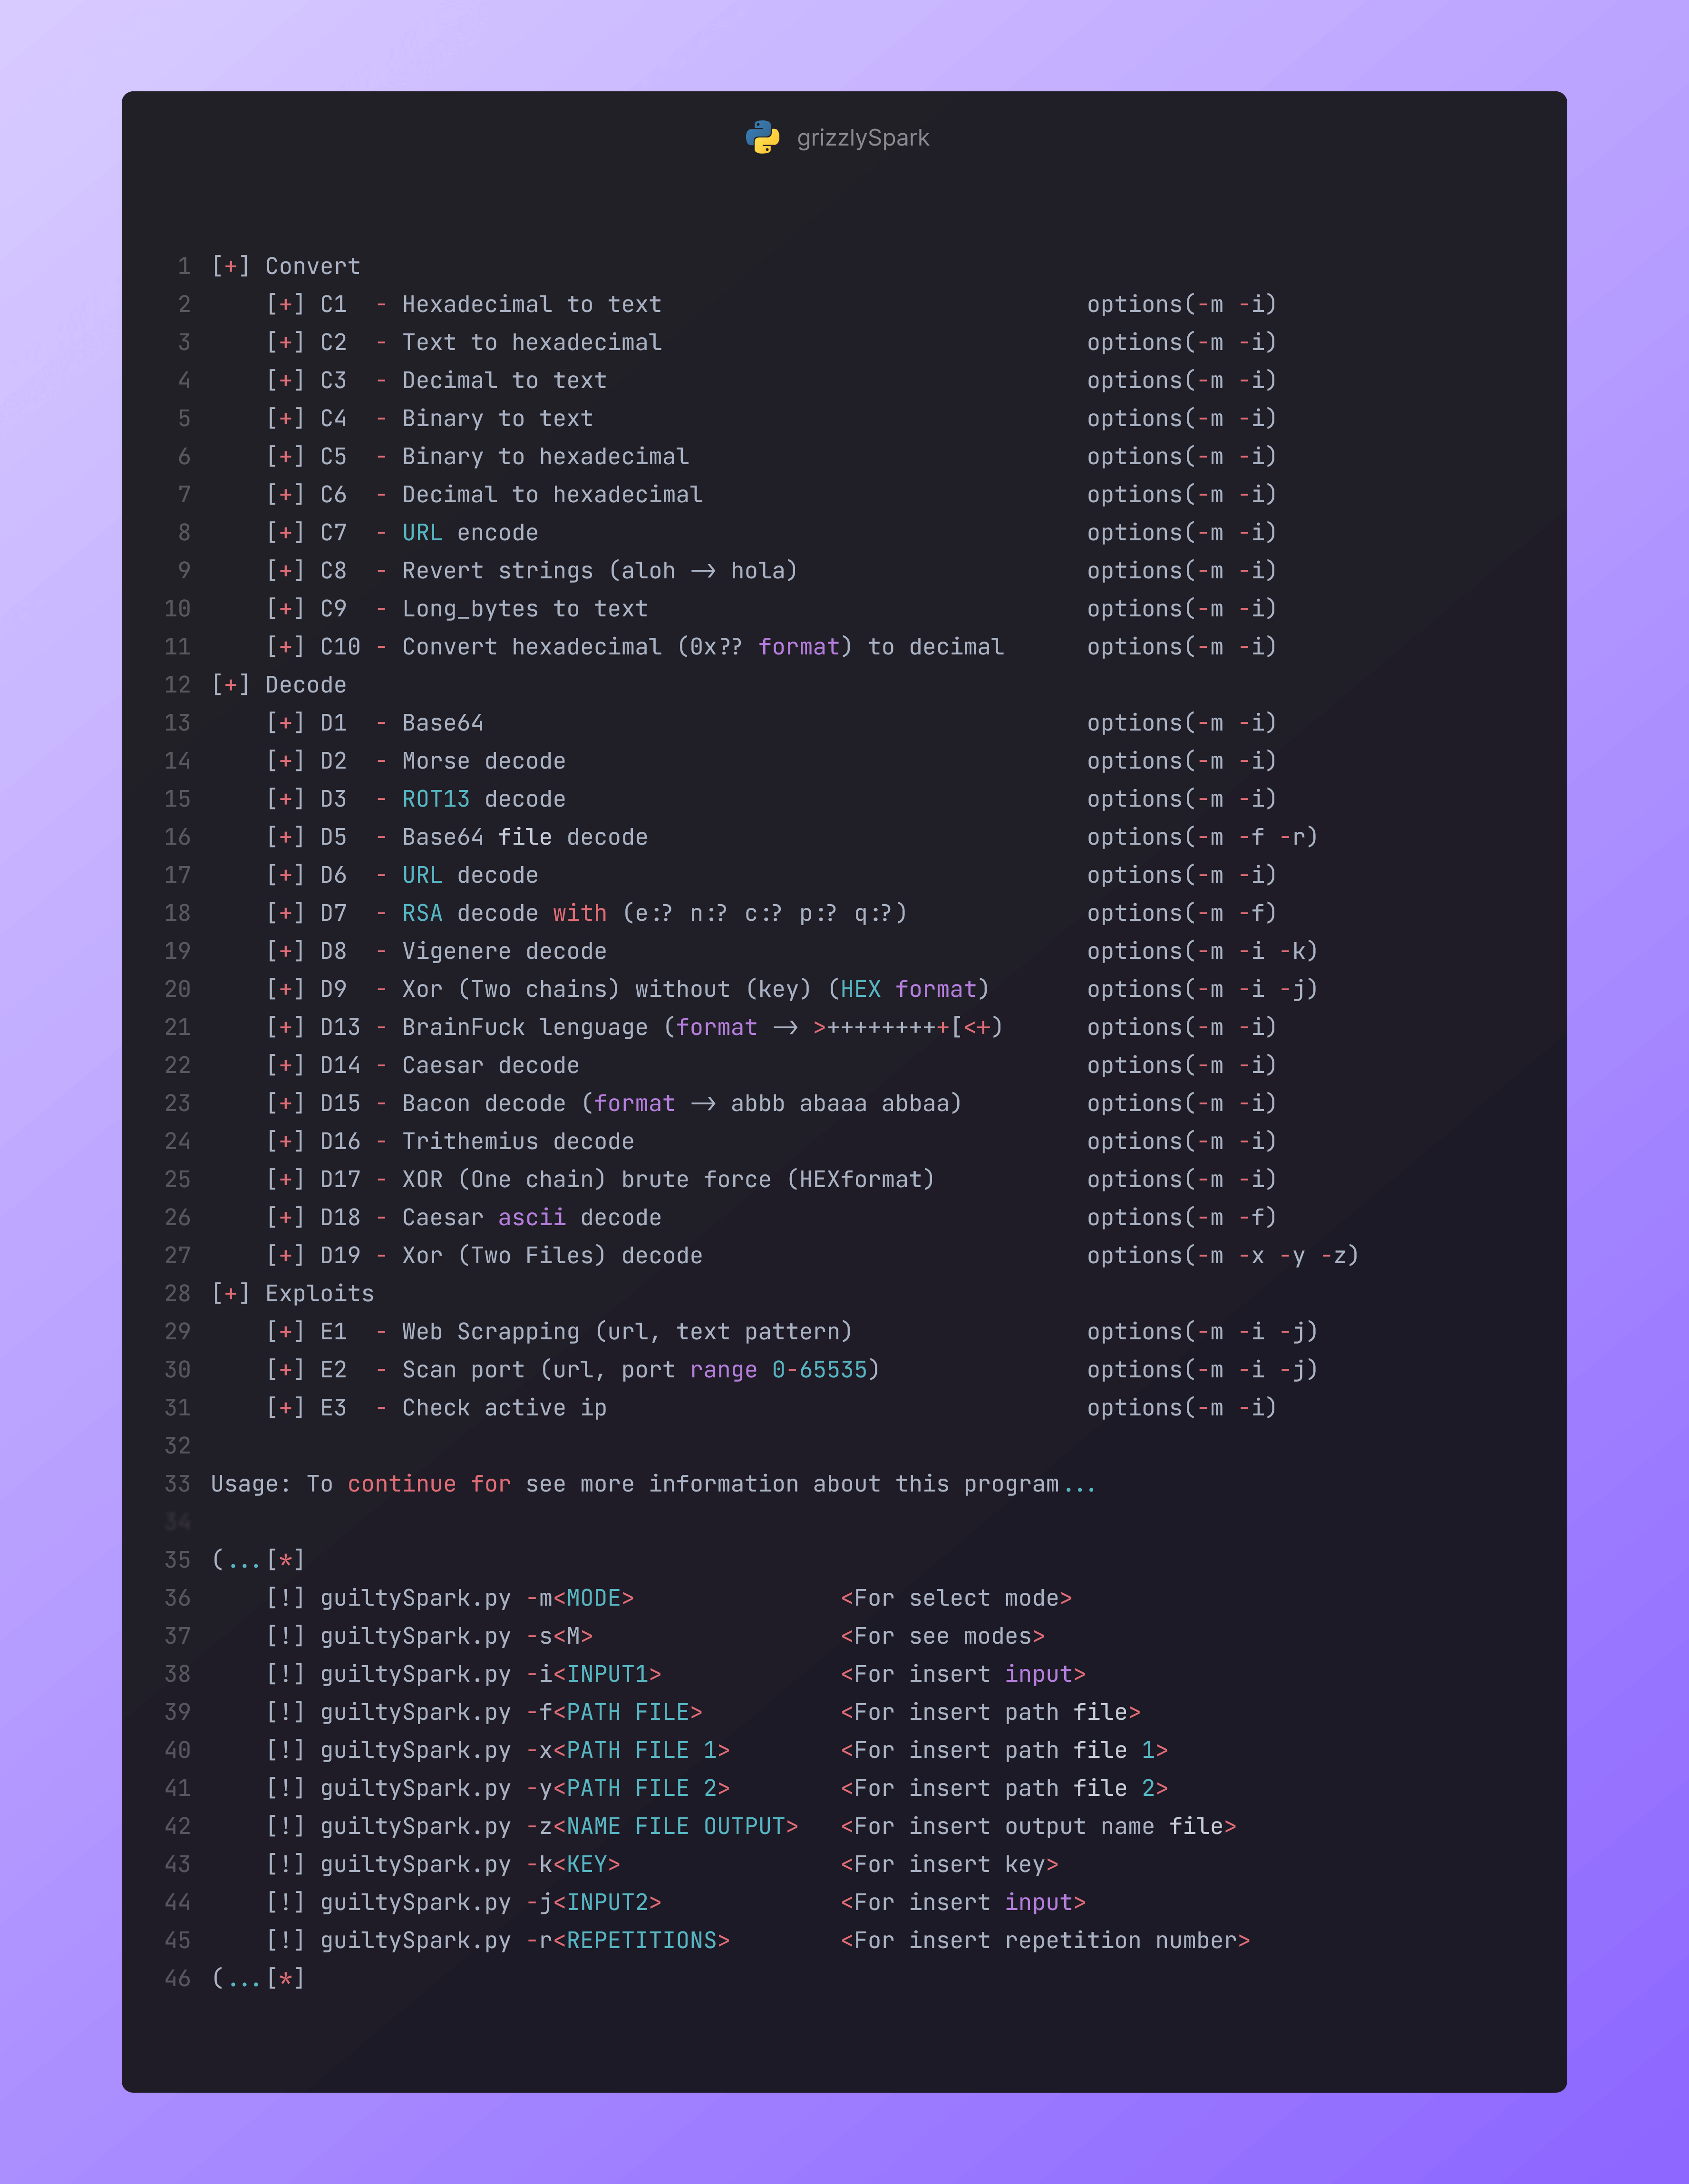 grizzlySpark
1 [+] Convert
2     [+] C1  - Hexadecimal to text                               options(-m -i)
3     [+] C2  - Text to hexadecimal                               options(-m -i)
4     [+] C3  - Decimal to text                                   options(-m -i)
5     [+] C4  - Binary to text                                    options(-m -i)
6     [+] C5  - Binary to hexadecimal                             options(-m -i)
7     [+] C6  - Decimal to hexadecimal                            options(-m -i)
8     [+] C7  - URL encode                                        options(-m -i)
9     [+] C8  - Revert strings (aloh -> hola)                     options(-m -i)
10     [+] C9  - Long_bytes to text                                options(-m -i)
11     [+] C10 - Convert hexadecimal (0x?? format) to decimal      options(-m -i)
12 [+] Decode
13     [+] D1  - Base64                                            options(-m -i)
14     [+] D2  - Morse decode                                      options(-m -i)
15     [+] D3  - ROT13 decode                                      options(-m -i)
16     [+] D5  - Base64 file decode                                options(-m -f -r)
17     [+] D6  - URL decode                                        options(-m -i)
18     [+] D7  - RSA decode with (e:? n:? c:? p:? q:?)             options(-m -f)
19     [+] D8  - Vigenere decode                                   options(-m -i -k)
20     [+] D9  - Xor (Two chains) without (key) (HEX format)       options(-m -i -j)
21     [+] D13 - BrainFuck lenguage (format -> >+++++++++[<+)      options(-m -i)
22     [+] D14 - Caesar decode                                     options(-m -i)
23     [+] D15 - Bacon decode (format -> abbb abaaa abbaa)         options(-m -i)
24     [+] D16 - Trithemius decode                                 options(-m -i)
25     [+] D17 - XOR (One chain) brute force (HEXformat)           options(-m -i)
26     [+] D18 - Caesar ascii decode                               options(-m -f)
27     [+] D19 - Xor (Two Files) decode                            options(-m -x -y -z)
28 [+] Exploits
29     [+] E1  - Web Scrapping (url, text pattern)                 options(-m -i -j)
30     [+] E2  - Scan port (url, port range 0-65535)               options(-m -i -j)
31     [+] E3  - Check active ip                                   options(-m -i)
32
33 Usage: To continue for see more information about this program...
34
35 (...[*]
36     [!] guiltySpark.py -m<MODE>               <For select mode>
37     [!] guiltySpark.py -s<M>                  <For see modes>
38     [!] guiltySpark.py -i<INPUT1>             <For insert input>
39     [!] guiltySpark.py -f<PATH FILE>          <For insert path file>
40     [!] guiltySpark.py -x<PATH FILE 1>        <For insert path file 1>
41     [!] guiltySpark.py -y<PATH FILE 2>        <For insert path file 2>
42     [!] guiltySpark.py -z<NAME FILE OUTPUT>   <For insert output name file>
43     [!] guiltySpark.py -k<KEY>                <For insert key>
44     [!] guiltySpark.py -j<INPUT2>             <For insert input>
45     [!] guiltySpark.py -r<REPETITIONS>        <For insert repetition number>
46 (...[*]